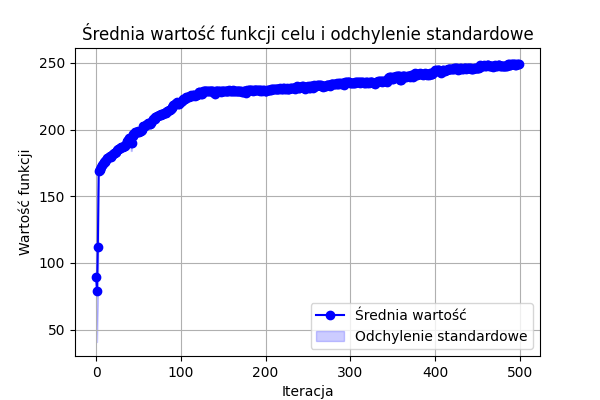 Średnia wartość funkcji celu i odchylenie standardowe
250
200
150
100
50
Wartość funkcji
Średnia wartość
Odchylenie standardowe
0 100 200 300 400 500
Iteracja